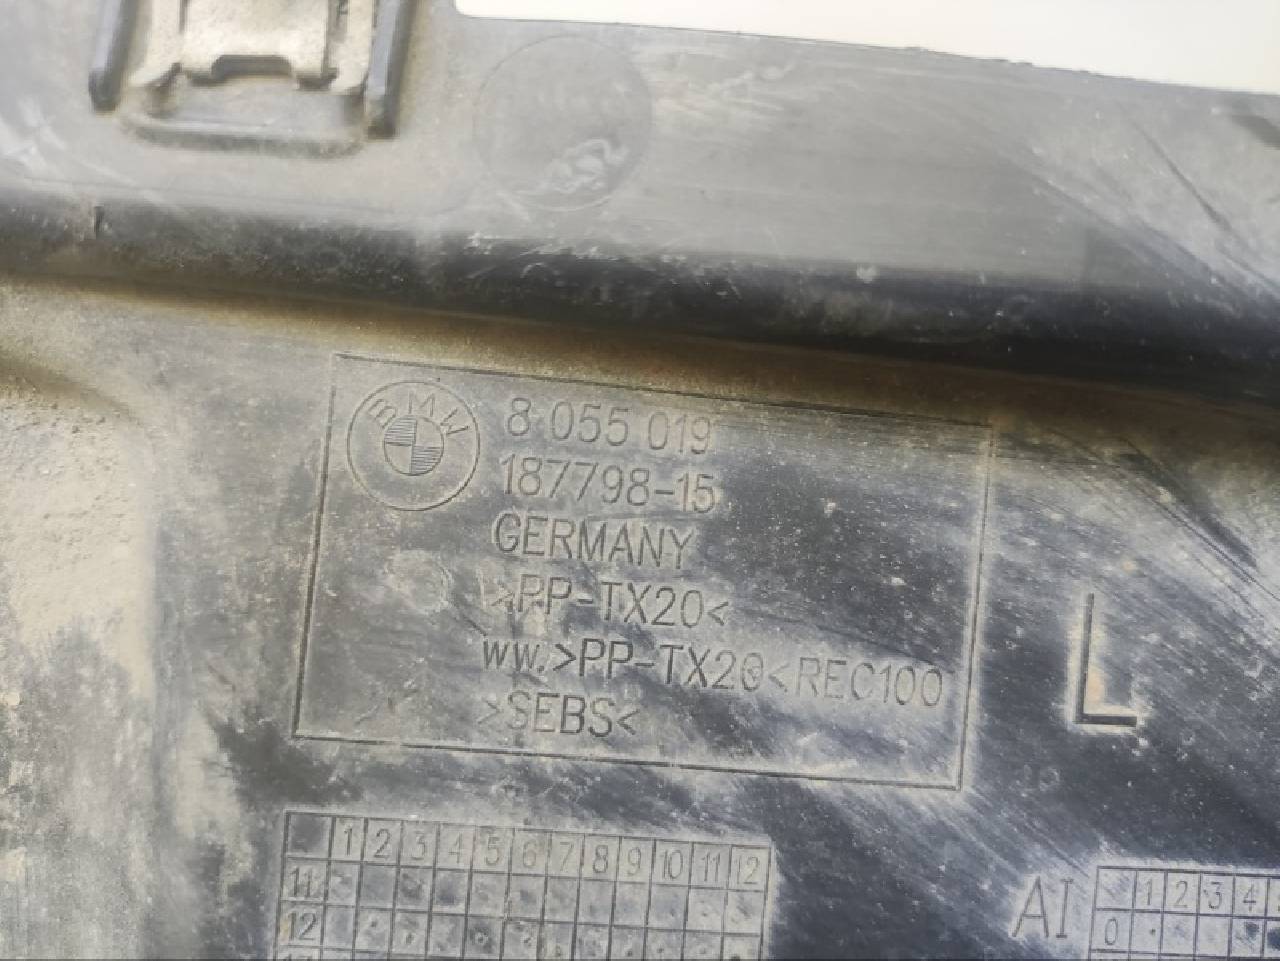 BMW
8 055 019
187798-15
GERMANY
>PP-TX20<
WW.>PP-TX20<REC100
>SEBS<
L
1 2 3 4 5 6 7 8 9 10 11 12
11
12
AI
1 2 3 4
0